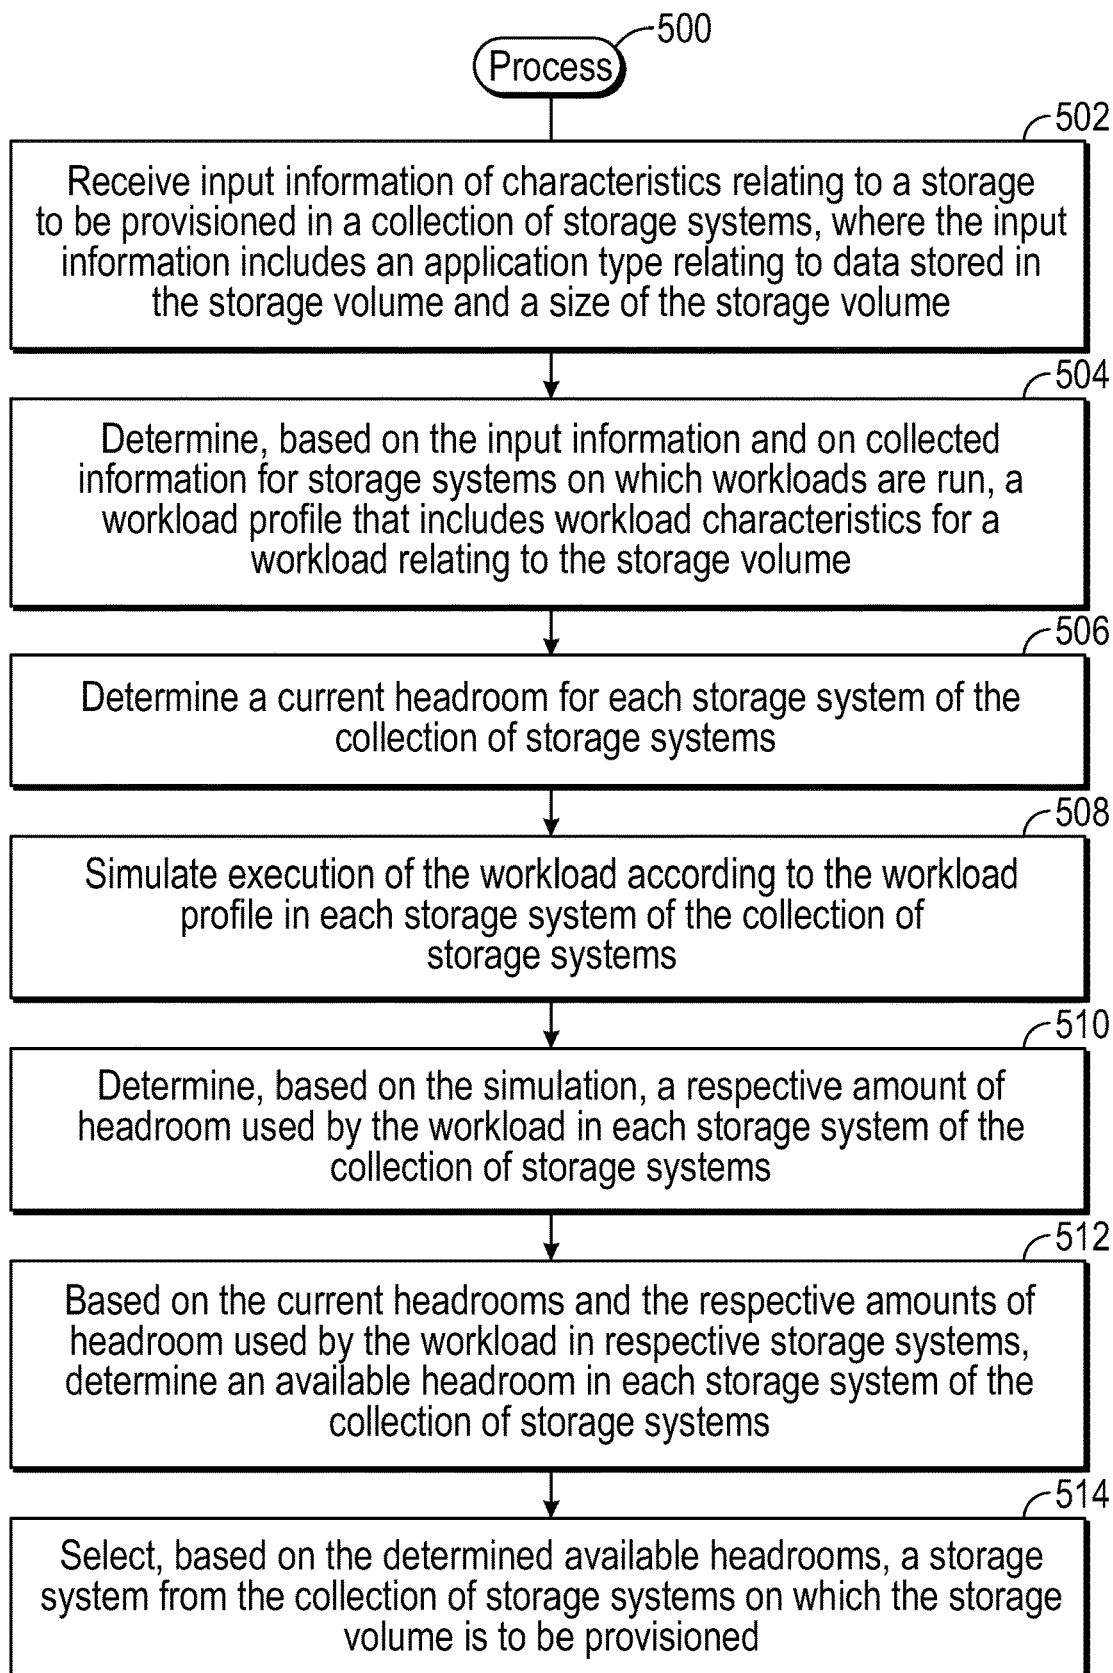 500
Process
502
Receive input information of characteristics relating to a storage
to be provisioned in a collection of storage systems, where the input
information includes an application type relating to data stored in
the storage volume and a size of the storage volume
504
Determine, based on the input information and on collected
information for storage systems on which workloads are run, a
workload profile that includes workload characteristics for a
workload relating to the storage volume
506
Determine a current headroom for each storage system of the
collection of storage systems
508
Simulate execution of the workload according to the workload
profile in each storage system of the collection of
storage systems
510
Determine, based on the simulation, a respective amount of
headroom used by the workload in each storage system of the
collection of storage systems
512
Based on the current headrooms and the respective amounts of
headroom used by the workload in respective storage systems,
determine an available headroom in each storage system of the
collection of storage systems
514
Select, based on the determined available headrooms, a storage
system from the collection of storage systems on which the storage
volume is to be provisioned